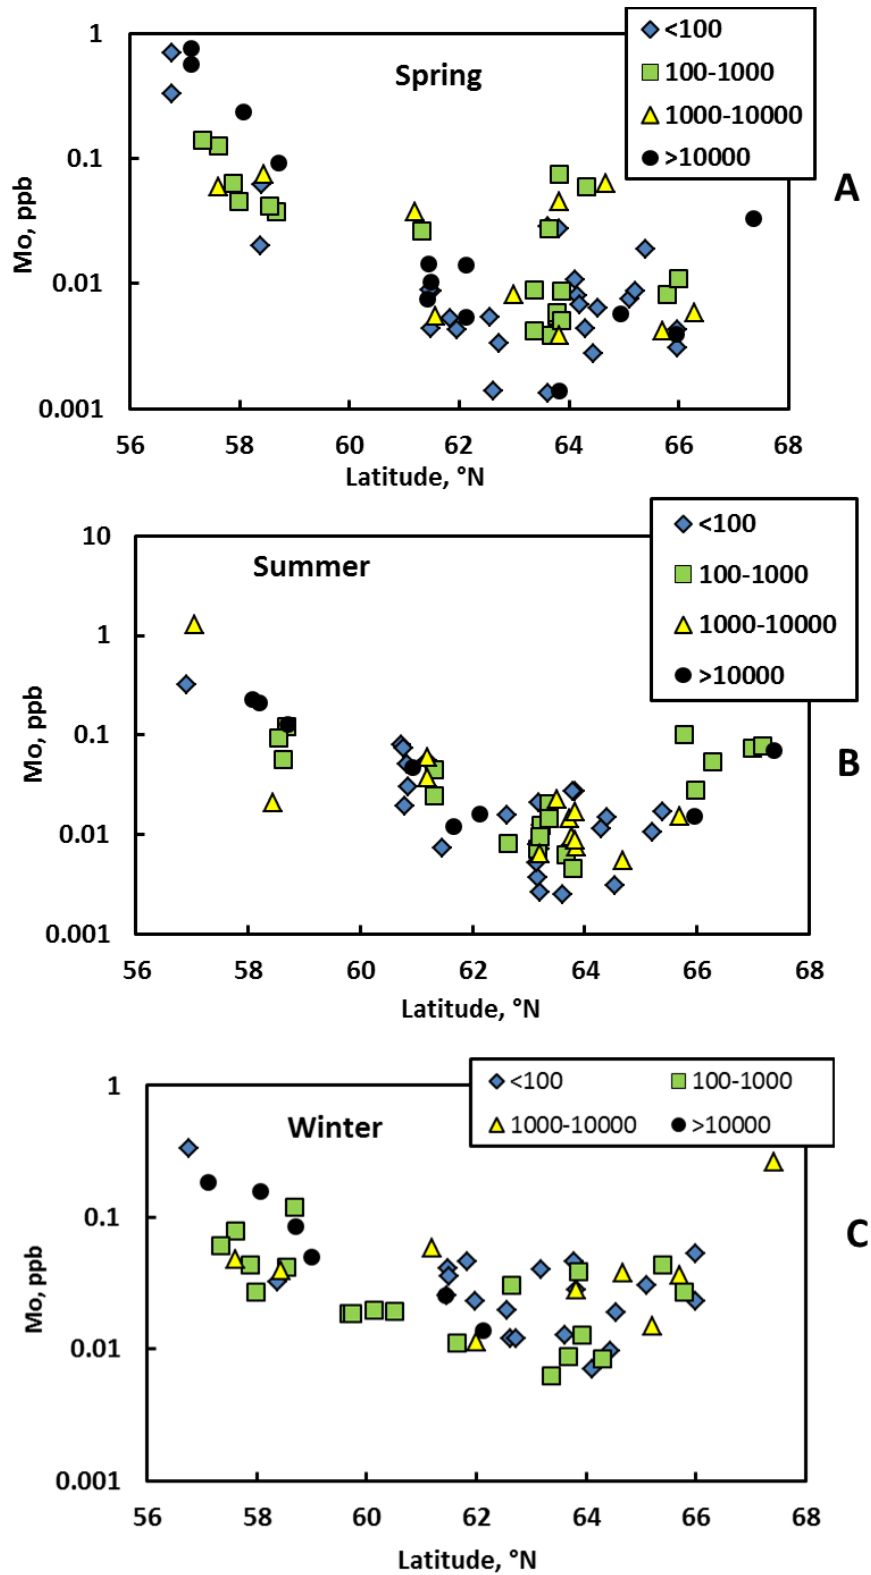 <100
100-1000
1000-10000
>10000
Spring
A
1
0.1
0.01
0.001
Mo, ppb
56 58 60 62 64 66 68
Latitude, °N
<100
100-1000
1000-10000
>10000
Summer
B
10
1
0.1
0.01
0.001
Mo, ppb
56 58 60 62 64 66 68
Latitude, °N
<100 100-1000
1000-10000 >10000
Winter
C
1
0.1
0.01
0.001
Mo, ppb
56 58 60 62 64 66 68
Latitude, °N